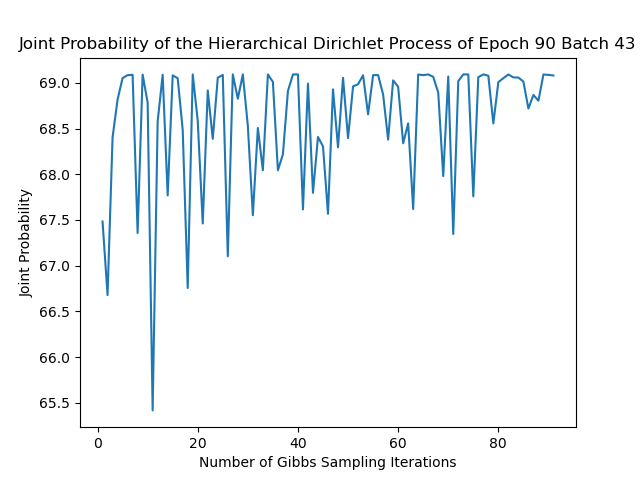 Joint Probability of the Hierarchical Dirichlet Process of Epoch 90 Batch 43
69.0
68.5
68.0
67.5
67.0
66.5
66.0
65.5
Joint Probability
0 20 40 60 80
Number of Gibbs Sampling Iterations